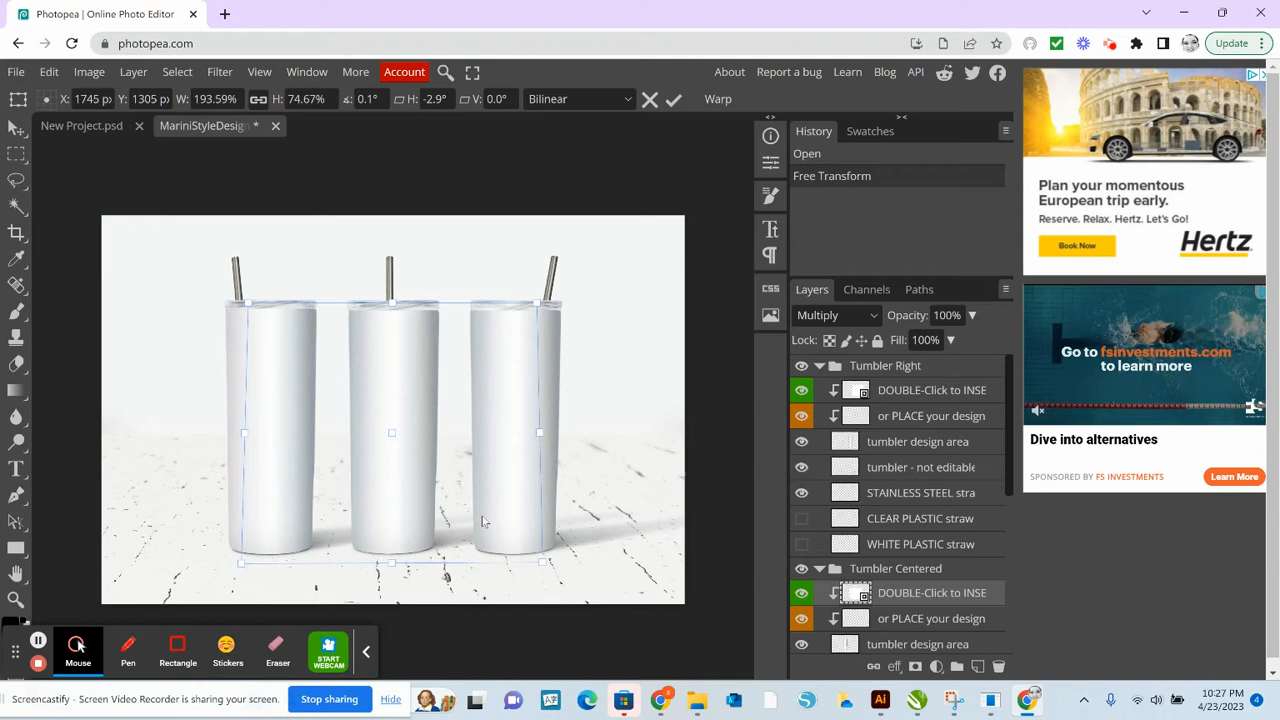 Photopea | Online Photo Editor
photopea.com
Update
File Edit Image Layer Select Filter View Window More Account
About Report a bug Learn Blog API
X: 1745 px Y: 1305 px W: 193.59% H: 74.67% 0.1° H: -2.9° V: 0.0° Bilinear Warp
New Project.psd MariniStyleDesign *
History Swatches
Open
Free Transform
CSS
Layers Channels Paths
Multiply Opacity: 100%
Lock: Fill: 100%
Tumbler Right
DOUBLE-Click to INSE
or PLACE your design
tumbler design area
tumbler - not editable
STAINLESS STEEL stra
CLEAR PLASTIC straw
WHITE PLASTIC straw
Tumbler Centered
DOUBLE-Click to INSE
or PLACE your design
tumbler design area
eff
Plan your momentous
European trip early.
Reserve. Relax. Hertz. Let's Go!
Book Now
Hertz
Go to fsinvestments.com
to learn more
Dive into alternatives
SPONSORED BY FS INVESTMENTS
Learn More
Mouse Pen Rectangle Stickers Eraser
START
WEBCAM
Screencastify - Screen Video Recorder is sharing your screen. Stop sharing Hide
10:27 PM
4/23/2023
4